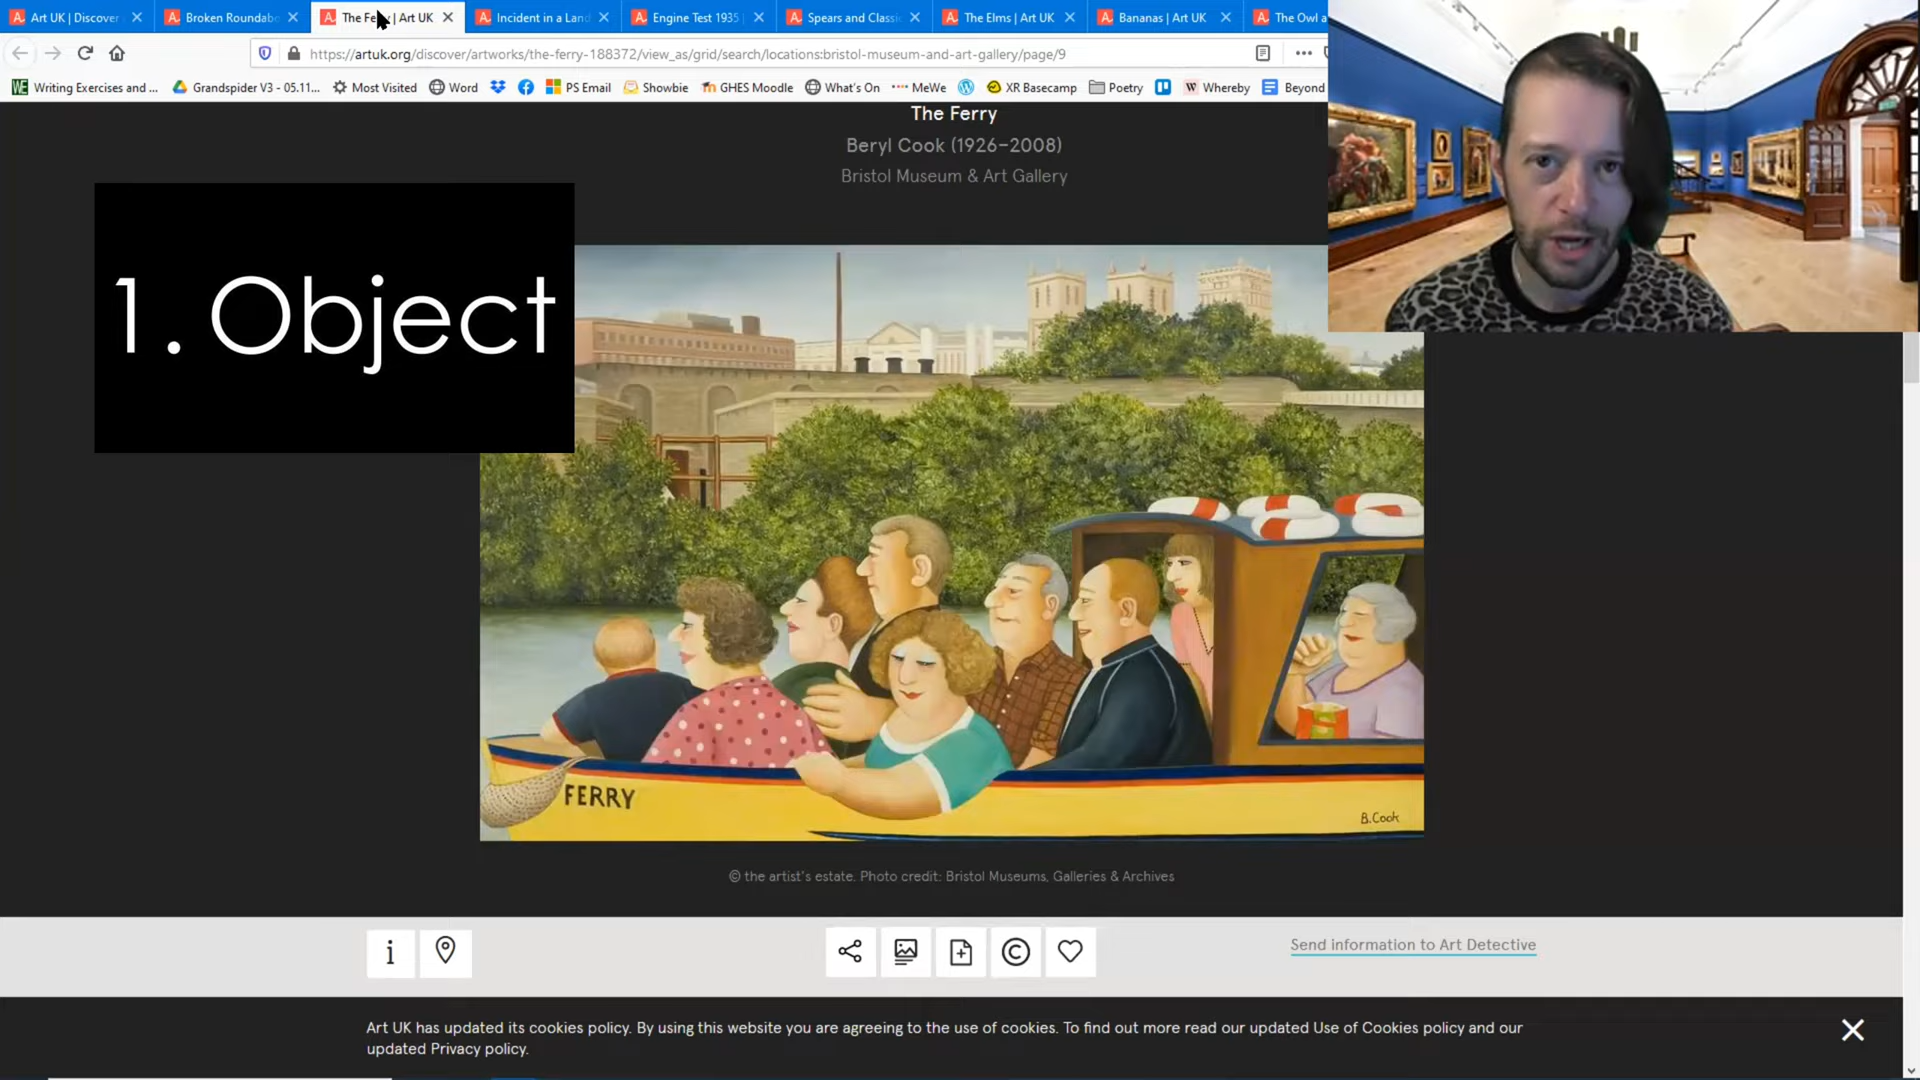 Art UK | Discover
Broken Roundabo
The Fe | Art UK
Incident in a Land
Engine Test 1935
Spears and Classic
The Elms | Art UK
Bananas | Art UK
The Owl a
https://artuk.org/discover/artworks/the-ferry-188372/view_as/grid/search/locations:bristol-museum-and-art-gallery/page/9
Writing Exercises and ...
Grandspider V3 - 05.11...
Most Visited
Word
PS Email
Showbie
GHES Moodle
What's On
MeWe
XR Basecamp
Poetry
Whereby
Beyond
The Ferry
Beryl Cook (1926–2008)
Bristol Museum & Art Gallery
1. Object
FERRY
B.Cook
© the artist's estate. Photo credit: Bristol Museums, Galleries & Archives
Send information to Art Detective
Art UK has updated its cookies policy. By using this website you are agreeing to the use of cookies. To find out more read our updated Use of Cookies policy and our
updated Privacy policy.